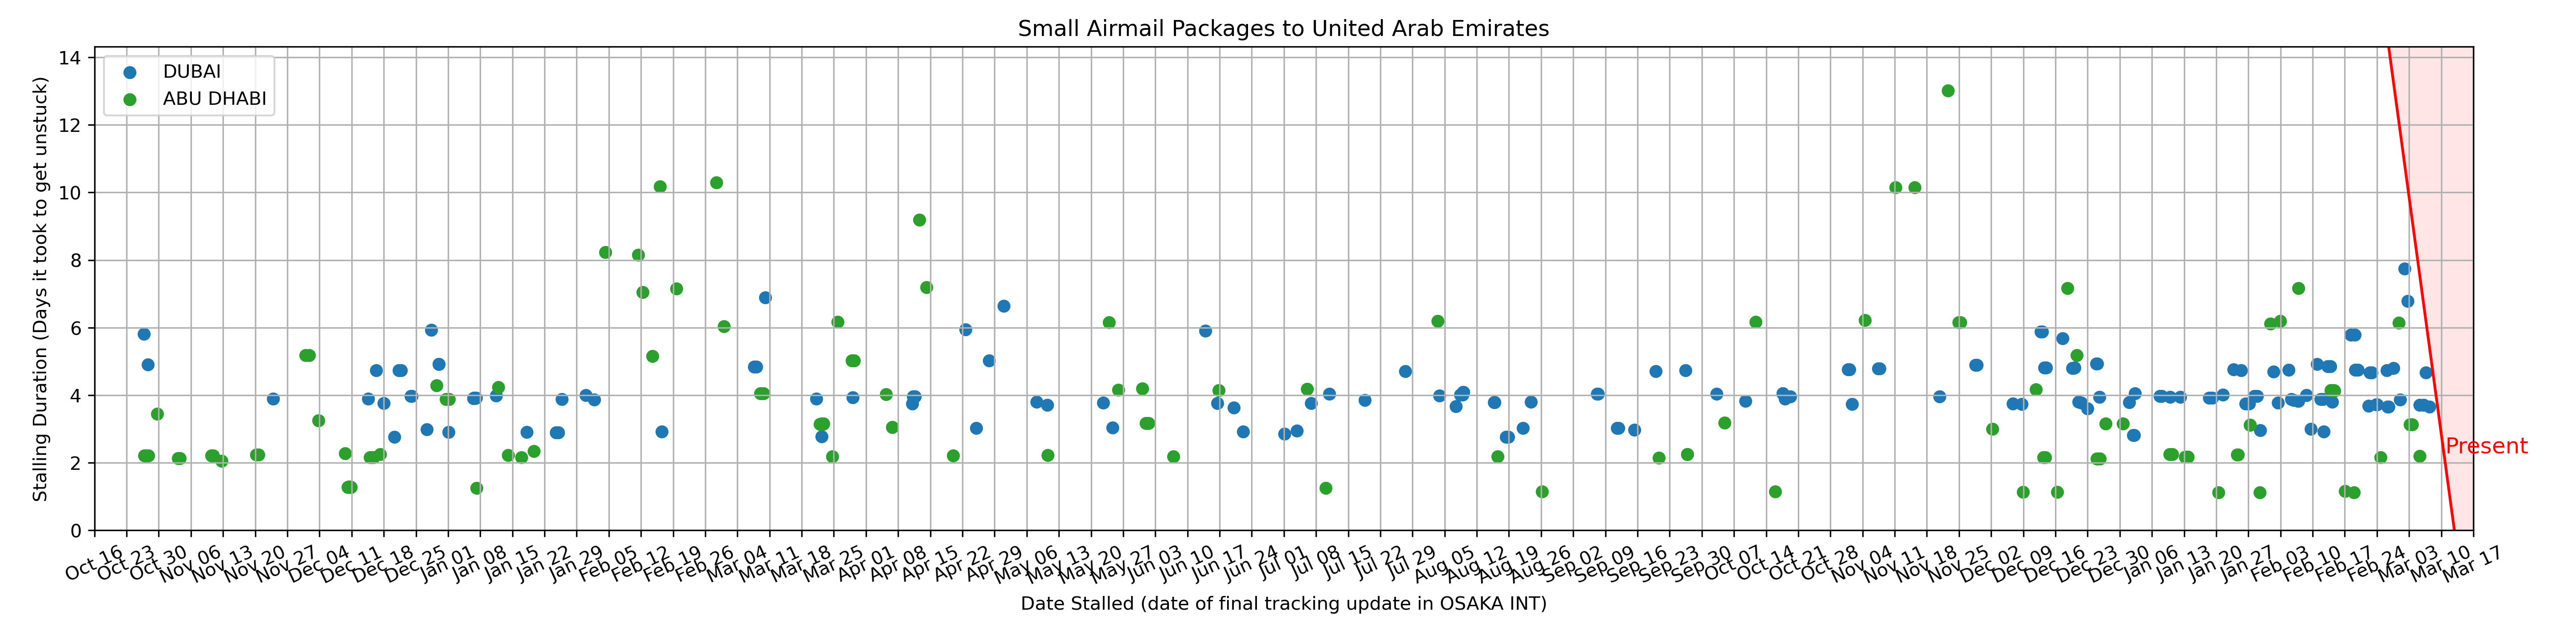 Small Airmail Packages to United Arab Emirates
DUBAI
ABU DHABI
Stalling Duration (Days it took to get unstuck)
14
12
10
8
6
4
2
0
Present
Oct 16
Oct 23
Oct 30
Nov 06
Nov 13
Nov 20
Nov 27
Dec 04
Dec 11
Dec 18
Dec 25
Jan 01
Jan 08
Jan 15
Jan 22
Jan 29
Feb 05
Feb 12
Feb 19
Feb 26
Mar 04
Mar 11
Mar 18
Mar 25
Apr 01
Apr 08
Apr 15
Apr 22
Apr 29
May 06
May 13
May 20
May 27
Jun 03
Jun 10
Jun 17
Jun 24
Jul 01
Jul 08
Jul 15
Jul 22
Jul 29
Aug 05
Aug 12
Aug 19
Aug 26
Sep 02
Sep 09
Sep 16
Sep 23
Sep 30
Oct 07
Oct 14
Oct 21
Oct 28
Nov 04
Nov 11
Nov 18
Nov 25
Dec 02
Dec 09
Dec 16
Dec 23
Dec 30
Jan 06
Jan 13
Jan 20
Jan 27
Feb 03
Feb 10
Feb 17
Feb 24
Mar 03
Mar 10
Mar 17
Date Stalled (date of final tracking update in OSAKA INT)